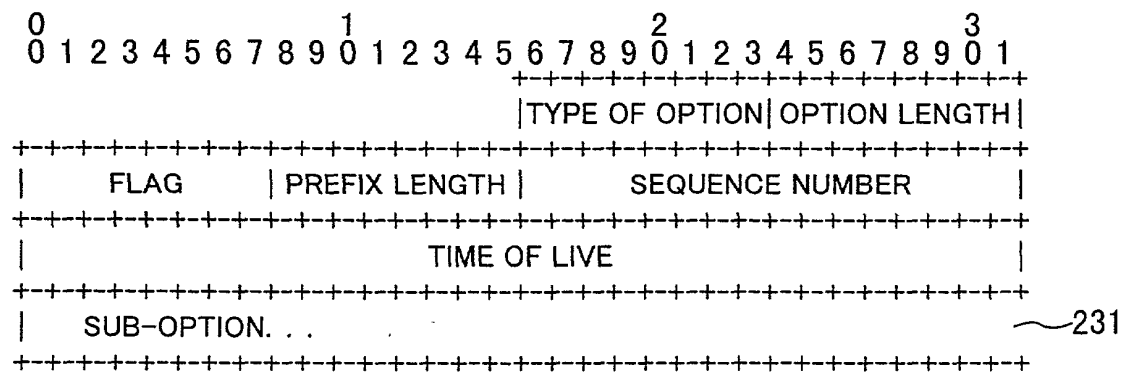 0 1 2 3
0 1 2 3 4 5 6 7 8 9 0 1 2 3 4 5 6 7 8 9 0 1 2 3 4 5 6 7 8 9 0 1
+-+-+-+-+-+-+-+-+-+-+-+-+-+-+-+-+
|TYPE OF OPTION| OPTION LENGTH|
+-+-+-+-+-+-+-+-+-+-+-+-+-+-+-+-+-+-+-+-+-+-+-+-+-+-+-+-+-+-+-+-+
| FLAG | PREFIX LENGTH | SEQUENCE NUMBER |
+-+-+-+-+-+-+-+-+-+-+-+-+-+-+-+-+-+-+-+-+-+-+-+-+-+-+-+-+-+-+-+-+
| TIME OF LIVE |
+-+-+-+-+-+-+-+-+-+-+-+-+-+-+-+-+-+-+-+-+-+-+-+-+-+-+-+-+-+-+-+-+
| SUB-OPTION. . . 231
+-+-+-+-+-+-+-+-+-+-+-+-+-+-+-+-+-+-+-+-+-+-+-+-+-+-+-+-+-+-+-+-+